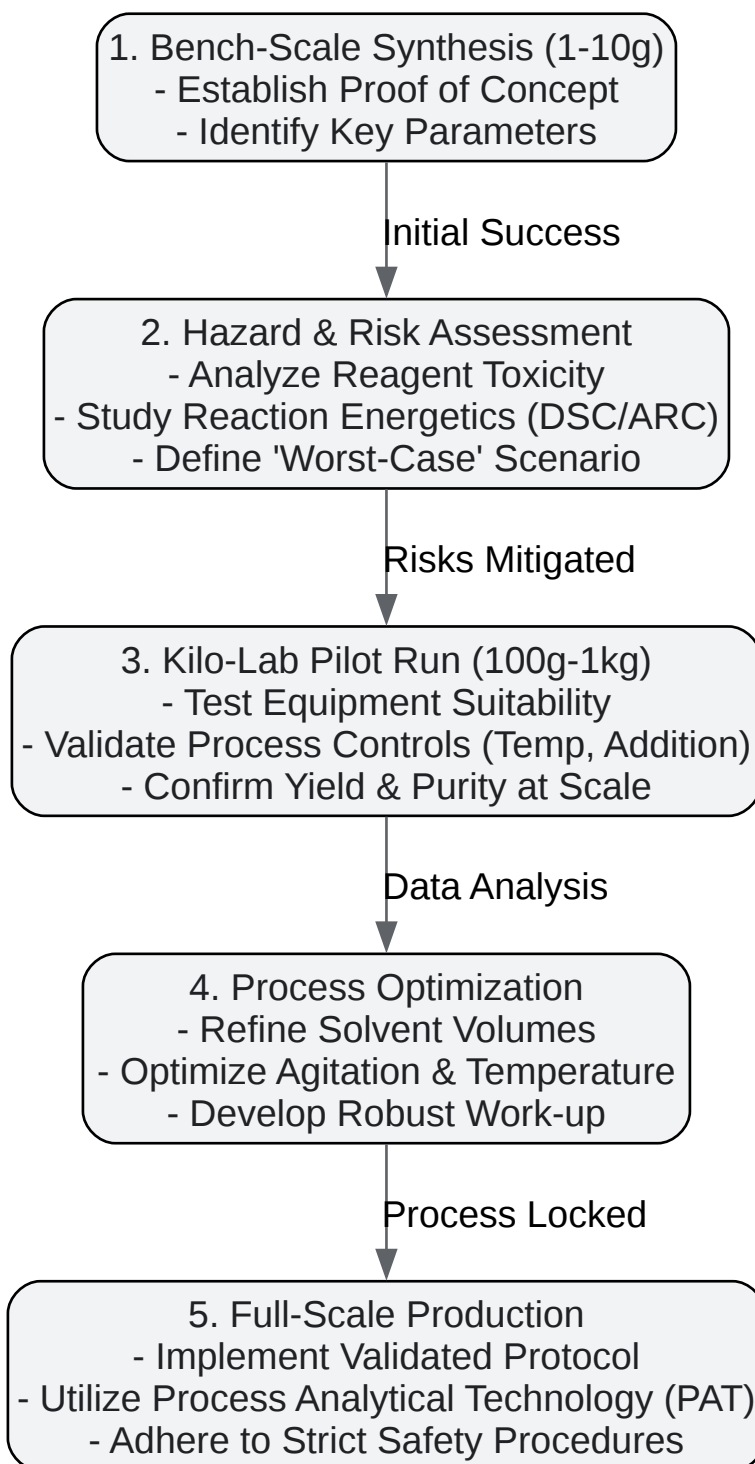 1. Bench-Scale Synthesis (1-10g)
- Establish Proof of Concept
- Identify Key Parameters
Initial Success
2. Hazard & Risk Assessment
- Analyze Reagent Toxicity
- Study Reaction Energetics (DSC/ARC)
- Define 'Worst-Case' Scenario
Risks Mitigated
3. Kilo-Lab Pilot Run (100g-1kg)
- Test Equipment Suitability
- Validate Process Controls (Temp, Addition)
- Confirm Yield & Purity at Scale
Data Analysis
4. Process Optimization
- Refine Solvent Volumes
- Optimize Agitation & Temperature
- Develop Robust Work-up
Process Locked
5. Full-Scale Production
- Implement Validated Protocol
- Utilize Process Analytical Technology (PAT)
- Adhere to Strict Safety Procedures